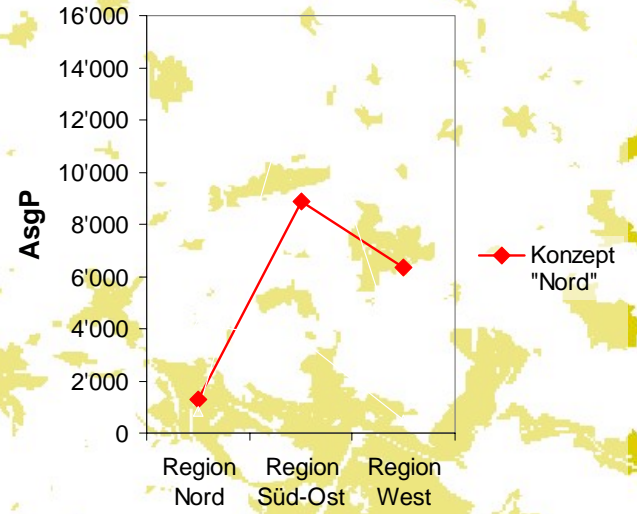 16'000
14'000
12'000
10'000
8'000
6'000
4'000
2'000
0
AsgP
Region
Nord
Region
Süd-Ost
Region
West
Konzept
"Nord"